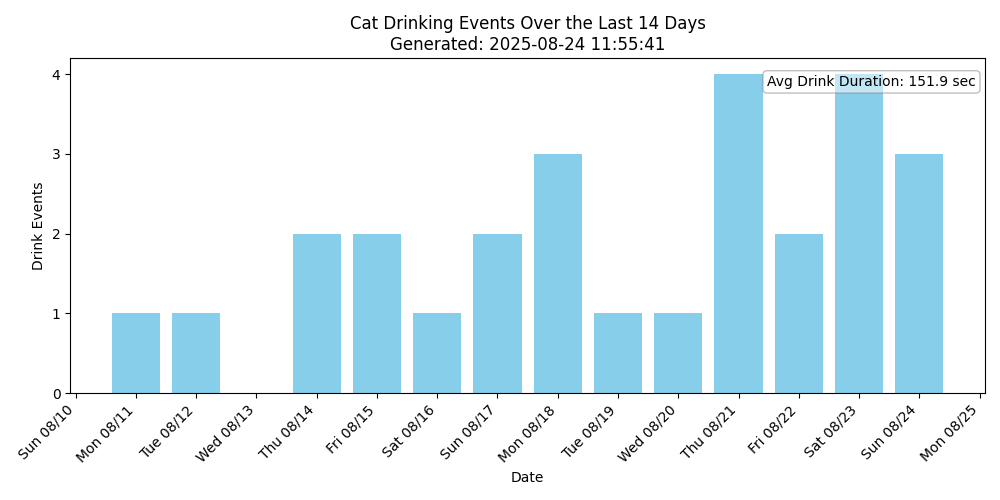 Cat Drinking Events Over the Last 14 Days
Generated: 2025-08-24 11:55:41
Avg Drink Duration: 151.9 sec
Drink Events
4
3
2
1
0
Sun 08/10
Mon 08/11
Tue 08/12
Wed 08/13
Thu 08/14
Fri 08/15
Sat 08/16
Sun 08/17
Mon 08/18
Tue 08/19
Wed 08/20
Thu 08/21
Fri 08/22
Sat 08/23
Sun 08/24
Mon 08/25
Date